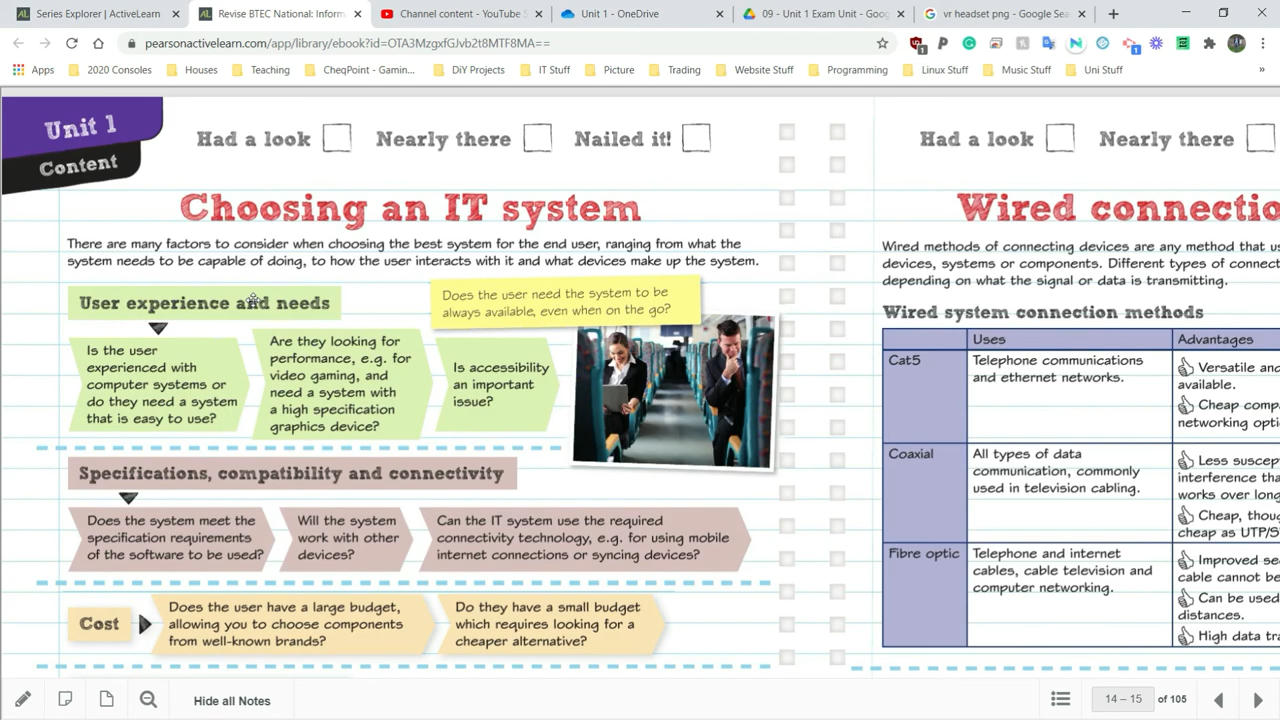 Series Explorer | ActiveLearn
Revise BTEC National: Inform
Channel content - YouTube S
Unit 1 - OneDrive
09 - Unit 1 Exam Unit - Goog
vr headset png - Google Sea
pearsonactivelearn.com/app/library/ebook?id=OTA3MzgxfGJvb2t8MTF8MA==
Apps
2020 Consoles
Houses
Teaching
CheqPoint - Gamin...
DiY Projects
IT Stuff
Picture
Trading
Website Stuff
Programming
Linux Stuff
Music Stuff
Uni Stuff
Unit 1
Content
Had a look
Nearly there
Nailed it!
Choosing an IT system
There are many factors to consider when choosing the best system for the end user, ranging from what the
system needs to be capable of doing, to how the user interacts with it and what devices make up the system.
User experience and needs
Does the user need the system to be
always available, even when on the go?
Is the user
experienced with
computer systems or
do they need a system
that is easy to use?
Are they looking for
performance, e.g. for
video gaming, and
need a system with
a high specification
graphics device?
Is accessibility
an important
issue?
Specifications, compatibility and connectivity
Does the system meet the
specification requirements
of the software to be used?
Will the system
work with other
devices?
Can the IT system use the required
connectivity technology, e.g. for using mobile
internet connections or syncing devices?
Cost
Does the user have a large budget,
allowing you to choose components
from well-known brands?
Do they have a small budget
which requires looking for a
cheaper alternative?
Had a look
Nearly there
Wired connectio
Wired methods of connecting devices are any method that us
devices, systems or components. Different types of connect
depending on what the signal or data is transmitting.
Wired system connection methods
Uses
Advantages
Cat5
Telephone communications
and ethernet networks.
Versatile and
available.
Cheap comp
networking opti
Coaxial
All types of data
communication, commonly
used in television cabling.
Less suscep
interference tha
works over long
Cheap, thou
cheap as UTP/S
Fibre optic
Telephone and internet
cables, cable television and
computer networking.
Improved se
cable cannot be
Can be used
distances.
High data tra
Hide all Notes
14 – 15
of 105